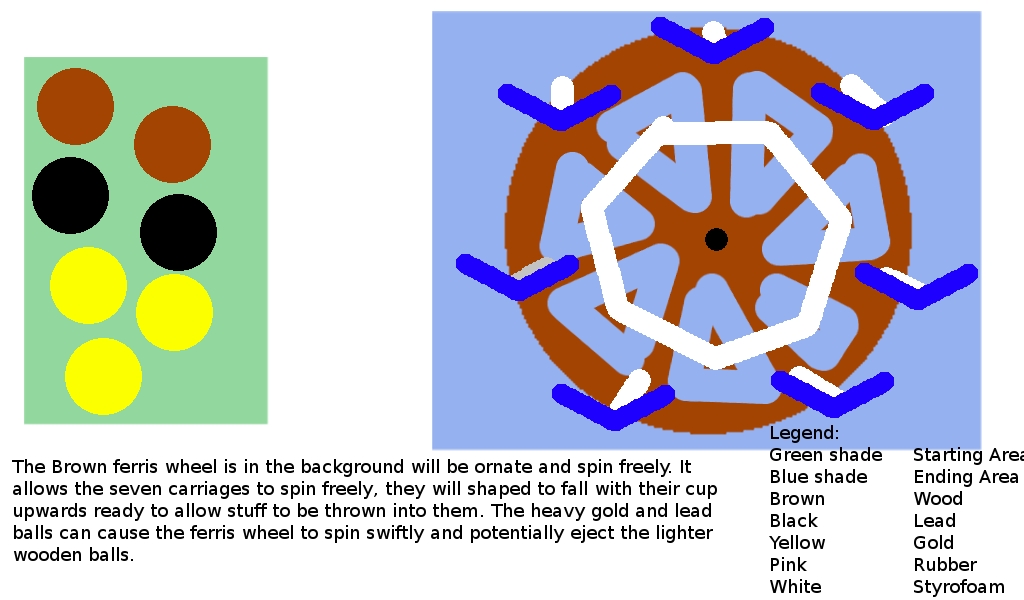 The Brown ferris wheel is in the background will be ornate and spin freely. It
allows the seven carriages to spin freely, they will shaped to fall with their cup
upwards ready to allow stuff to be thrown into them. The heavy gold and lead
balls can cause the ferris wheel to spin swiftly and potentially eject the lighter
wooden balls.
Legend:
Green shade Starting Area
Blue shade Ending Area
Brown Wood
Black Lead
Yellow Gold
Pink Rubber
White Styrofoam